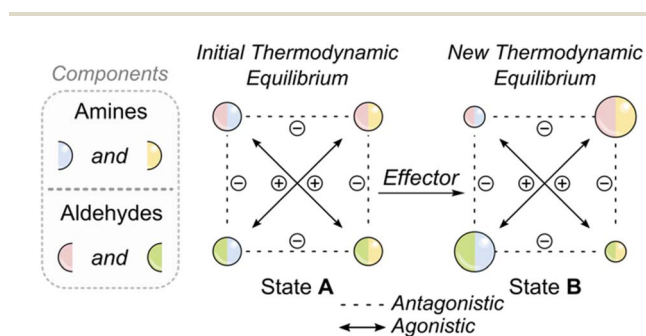 Components
Amines
and
Aldehydes
and
Initial Thermodynamic
Equilibrium
New Thermodynamic
Equilibrium
−
− + + −
−
Effector
−
− + + −
−
State A
State B
Antagonistic
Agonistic